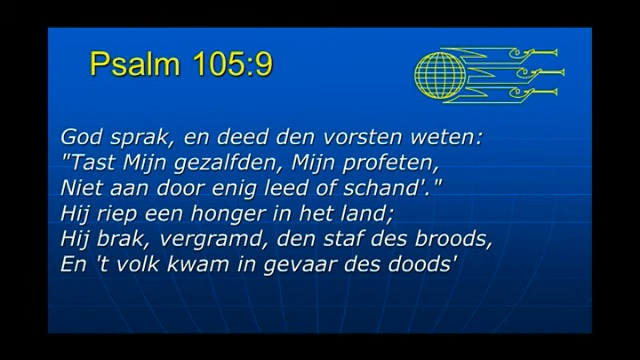 Psalm 105:9
God sprak, en deed den vorsten weten:
"Tast Mijn gezalfden, Mijn profeten,
Niet aan door enig leed of schand'."
Hij riep een honger in het land;
Hij brak, vergramd, den staf des broods,
En 't volk kwam in gevaar des doods'